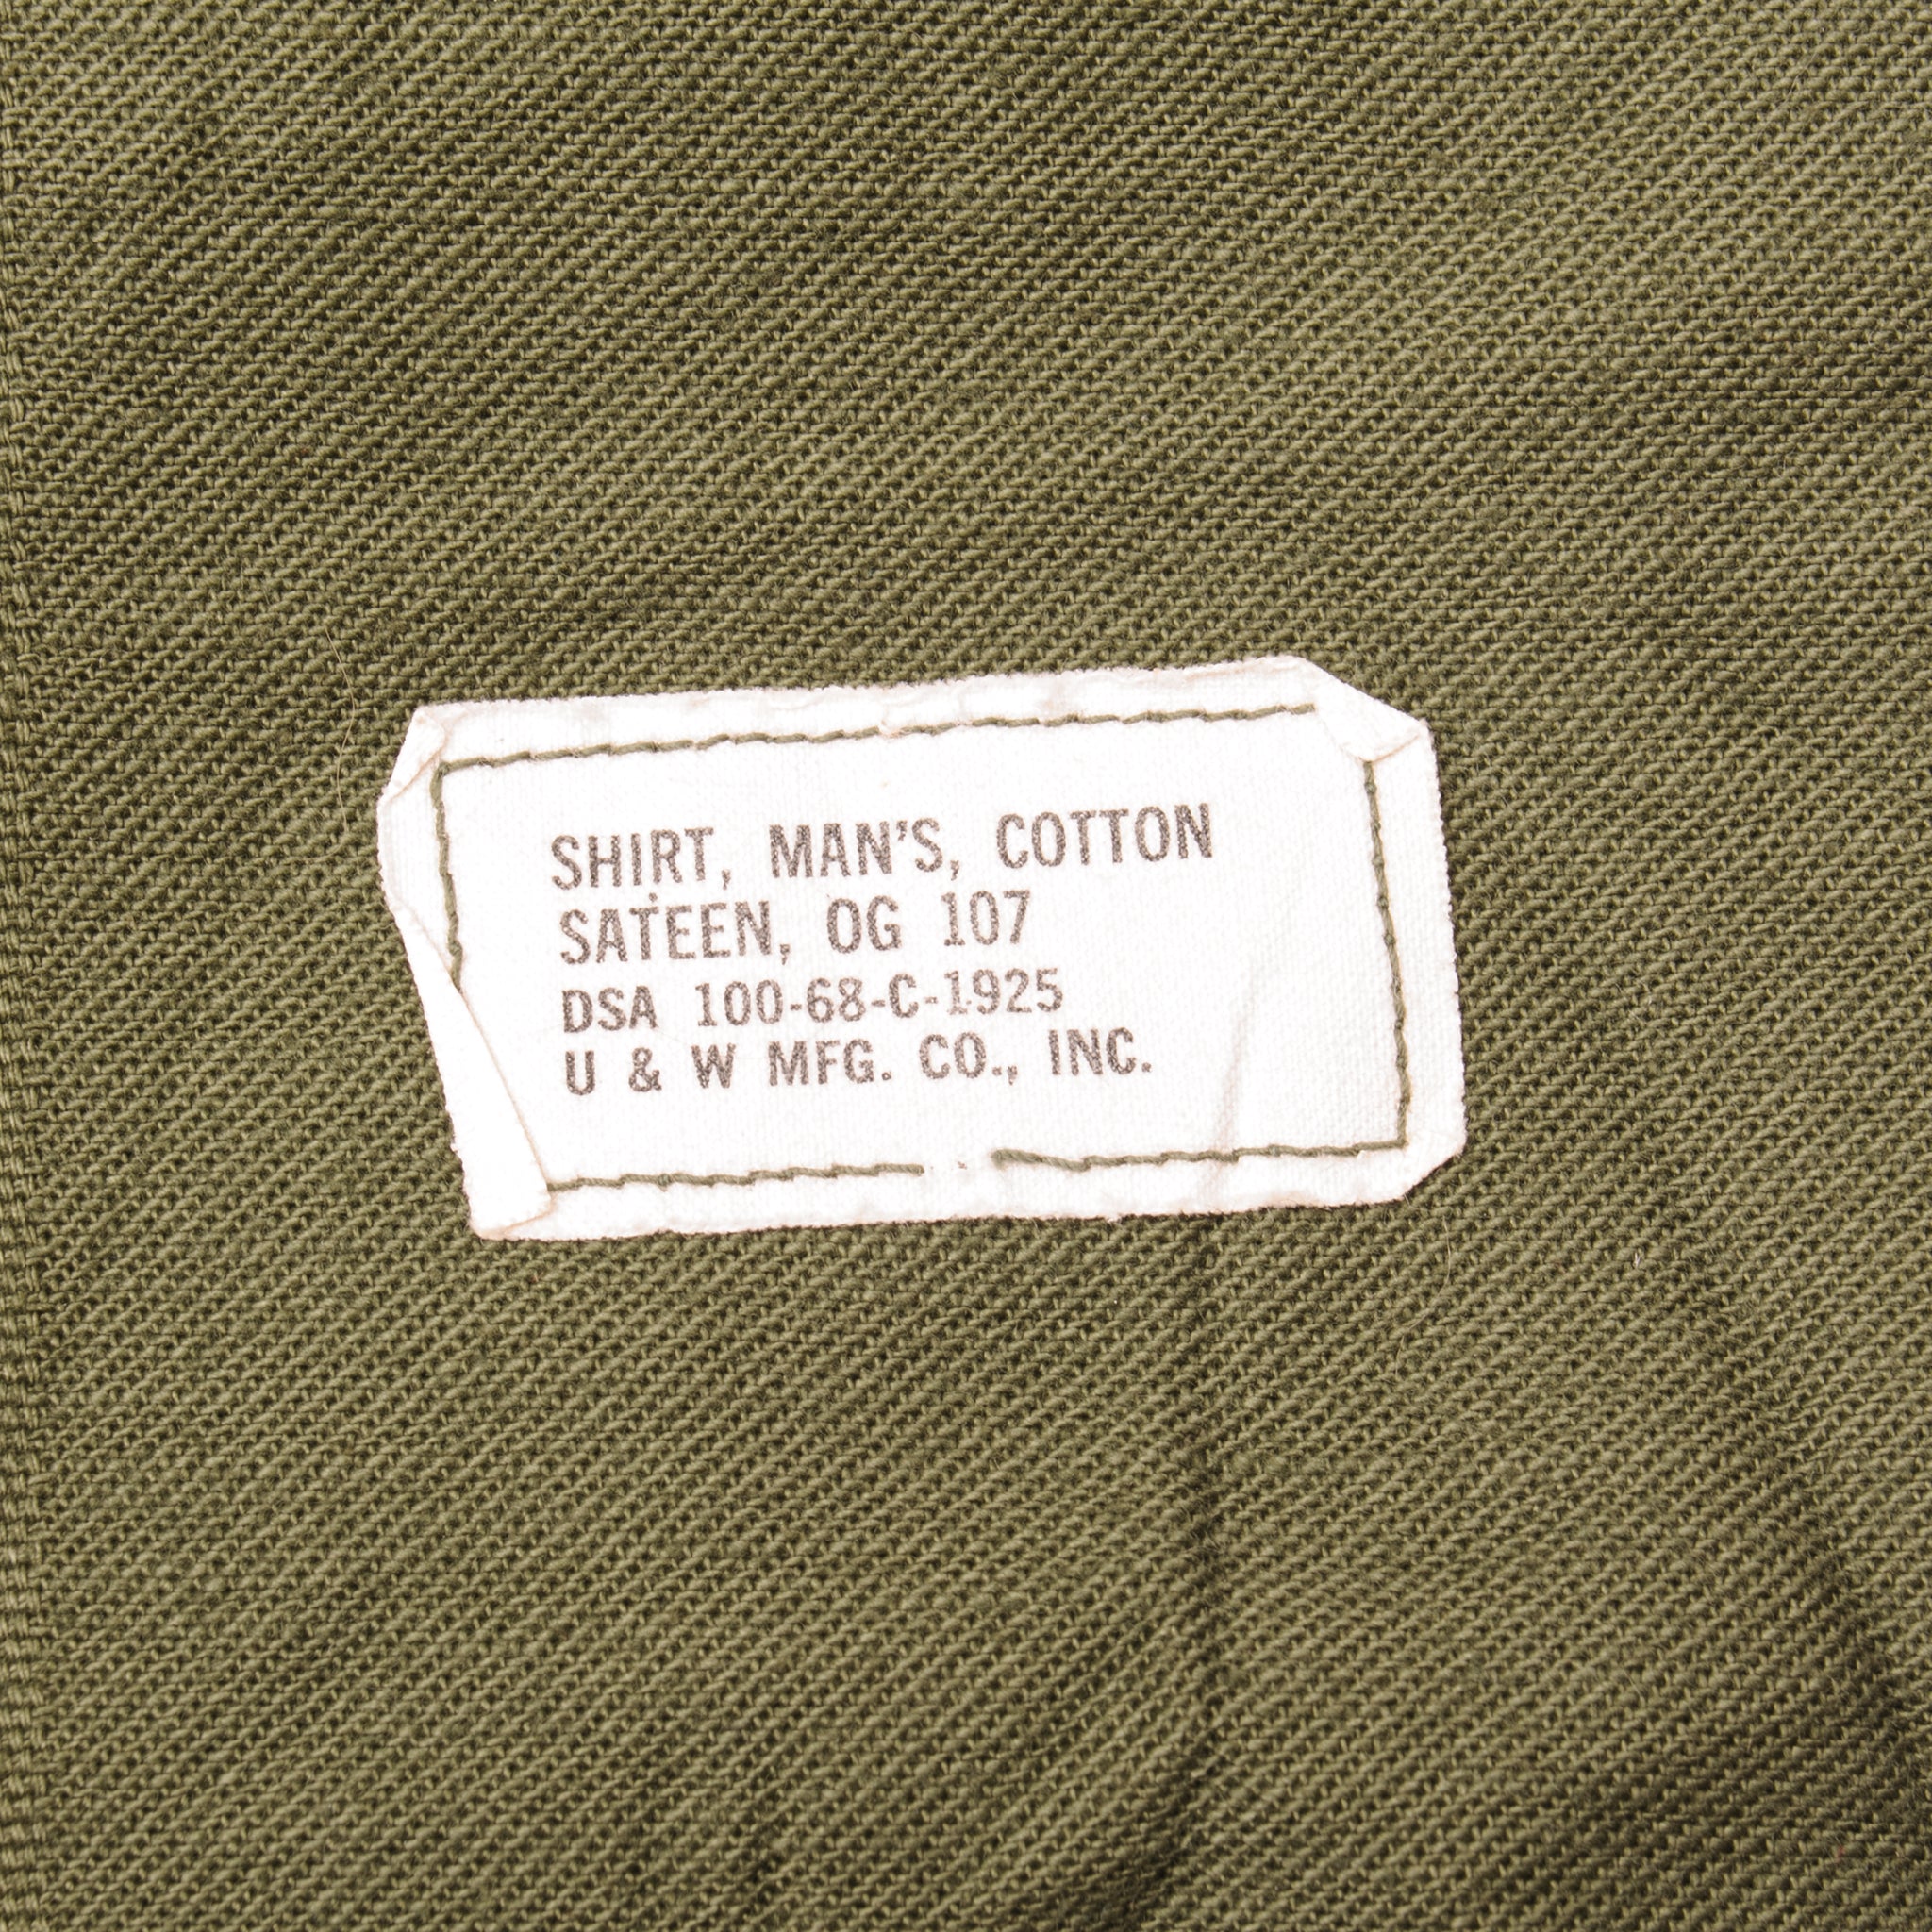 SHIRT, MAN'S, COTTON
SATEEN, OG 107
DSA 100-68-C-1925
U & W MFG. CO., INC.